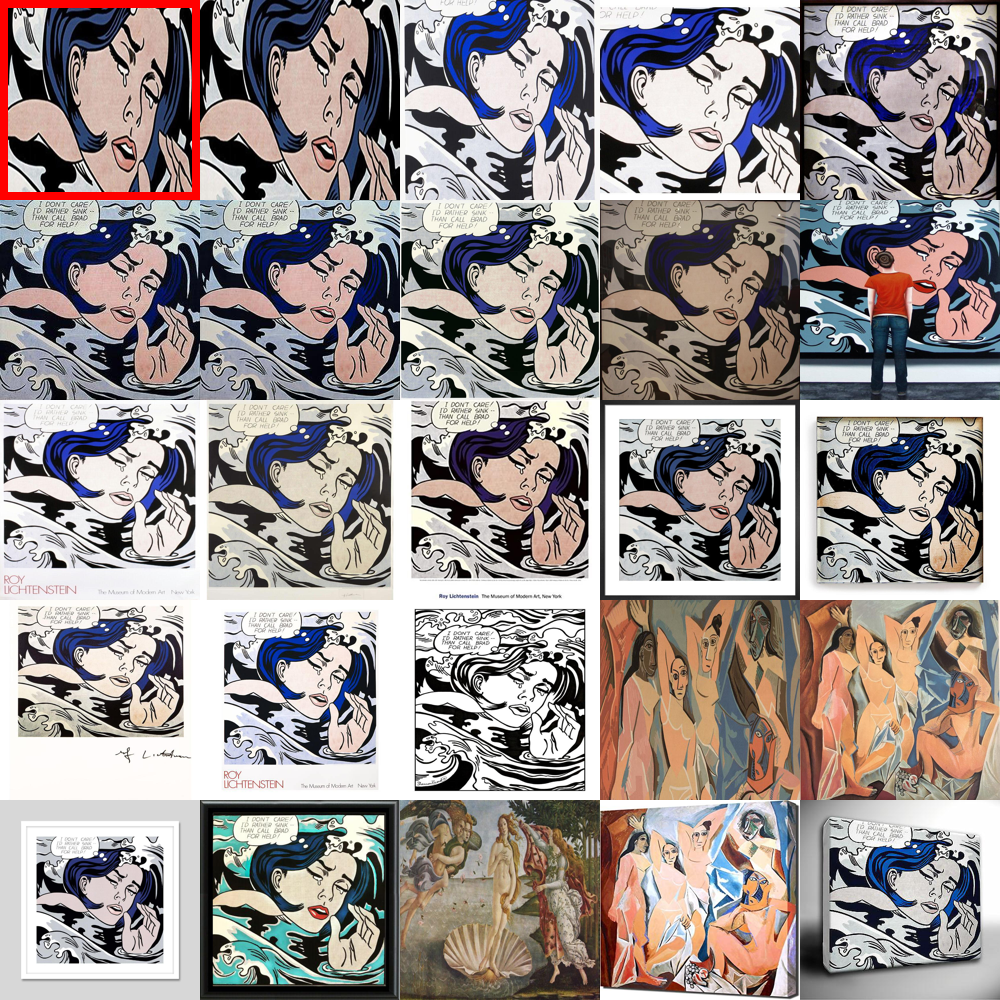 FOR HELP!
I DON'T CARE!
I'D RATHER SINK --
THAN CALL BRAD
FOR HELP!
I DON'T CARE!
I'D RATHER SINK --
THAN CALL BRAD
FOR HELP!
I DON'T CARE!
I'D RATHER SINK --
THAN CALL BRAD
FOR HELP!
I DON'T CARE!
I'D RATHER SINK --
THAN CALL BRAD
FOR HELP!
I DON'T CARE!
I'D RATHER SINK --
THAN CALL BRAD
FOR HELP!
I'D RATHER SINK --
THAN CALL BRAD
FOR HELP!
I DON'T CARE!
I'D RATHER SINK --
THAN CALL BRAD
FOR HELP!
ROY
LICHTENSTEIN
The Museum of Modern Art New York
I DON'T CARE!
I'D RATHER SINK --
THAN CALL BRAD
FOR HELP!
I DON'T CARE!
I'D RATHER SINK --
THAN CALL BRAD
FOR HELP!
Roy Lichtenstein The Museum of Modern Art, New York
I DON'T CARE!
I'D RATHER SINK --
THAN CALL BRAD
FOR HELP!
I DON'T CARE!
I'D RATHER SINK --
THAN CALL BRAD
FOR HELP!
I DON'T CARE!
I'D RATHER SINK --
THAN CALL BRAD
FOR HELP!
I DON'T CARE!
I'D RATHER SINK --
THAN CALL BRAD
FOR HELP!
ROY
LICHTENSTEIN
The Museum of Modern Art New York
I DON'T CARE!
I'D RATHER SINK --
THAN CALL BRAD
FOR HELP!
I DON'T CARE!
I'D RATHER SINK --
THAN CALL BRAD
FOR HELP!
I DON'T CARE!
I'D RATHER SINK --
THAN CALL BRAD
FOR HELP!
I DON'T CARE!
I'D RATHER SINK --
THAN CALL BRAD
FOR HELP!